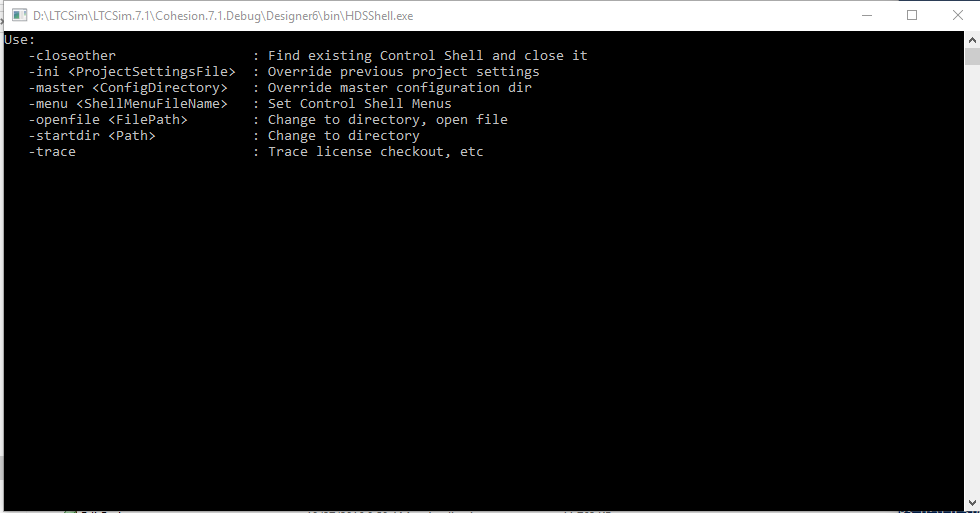 D:\LTCSim\LTCSim.7.1\Cohesion.7.1.Debug\Designer6\bin\HDSShell.exe
Use:
-closeother : Find existing Control Shell and close it
-ini <ProjectSettingsFile> : Override previous project settings
-master <ConfigDirectory> : Override master configuration dir
-menu <ShellMenuFileName> : Set Control Shell Menus
-openfile <FilePath> : Change to directory, open file
-startdir <Path> : Change to directory
-trace : Trace license checkout, etc